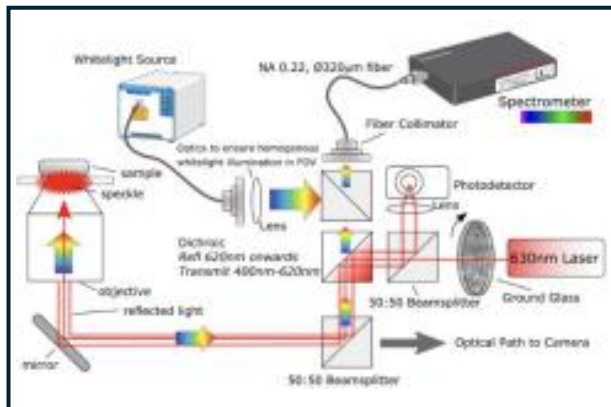 Whitelight Source
NA 0.22, Ø320um fiber
Spectrometer
Fiber Collimator
Optics to ensure homogenous
whitelight illumination in FOV
sample
speckle
Photodetector
Lens
Lens
Dichroic
Refl 620nm onwards
Transmit 400nm-620nm
630nm Laser
objective
50:50
Beamsplitter
Ground Glass
reflected light
mirror
Optical Path to Camera
50:50 Beamsplitter